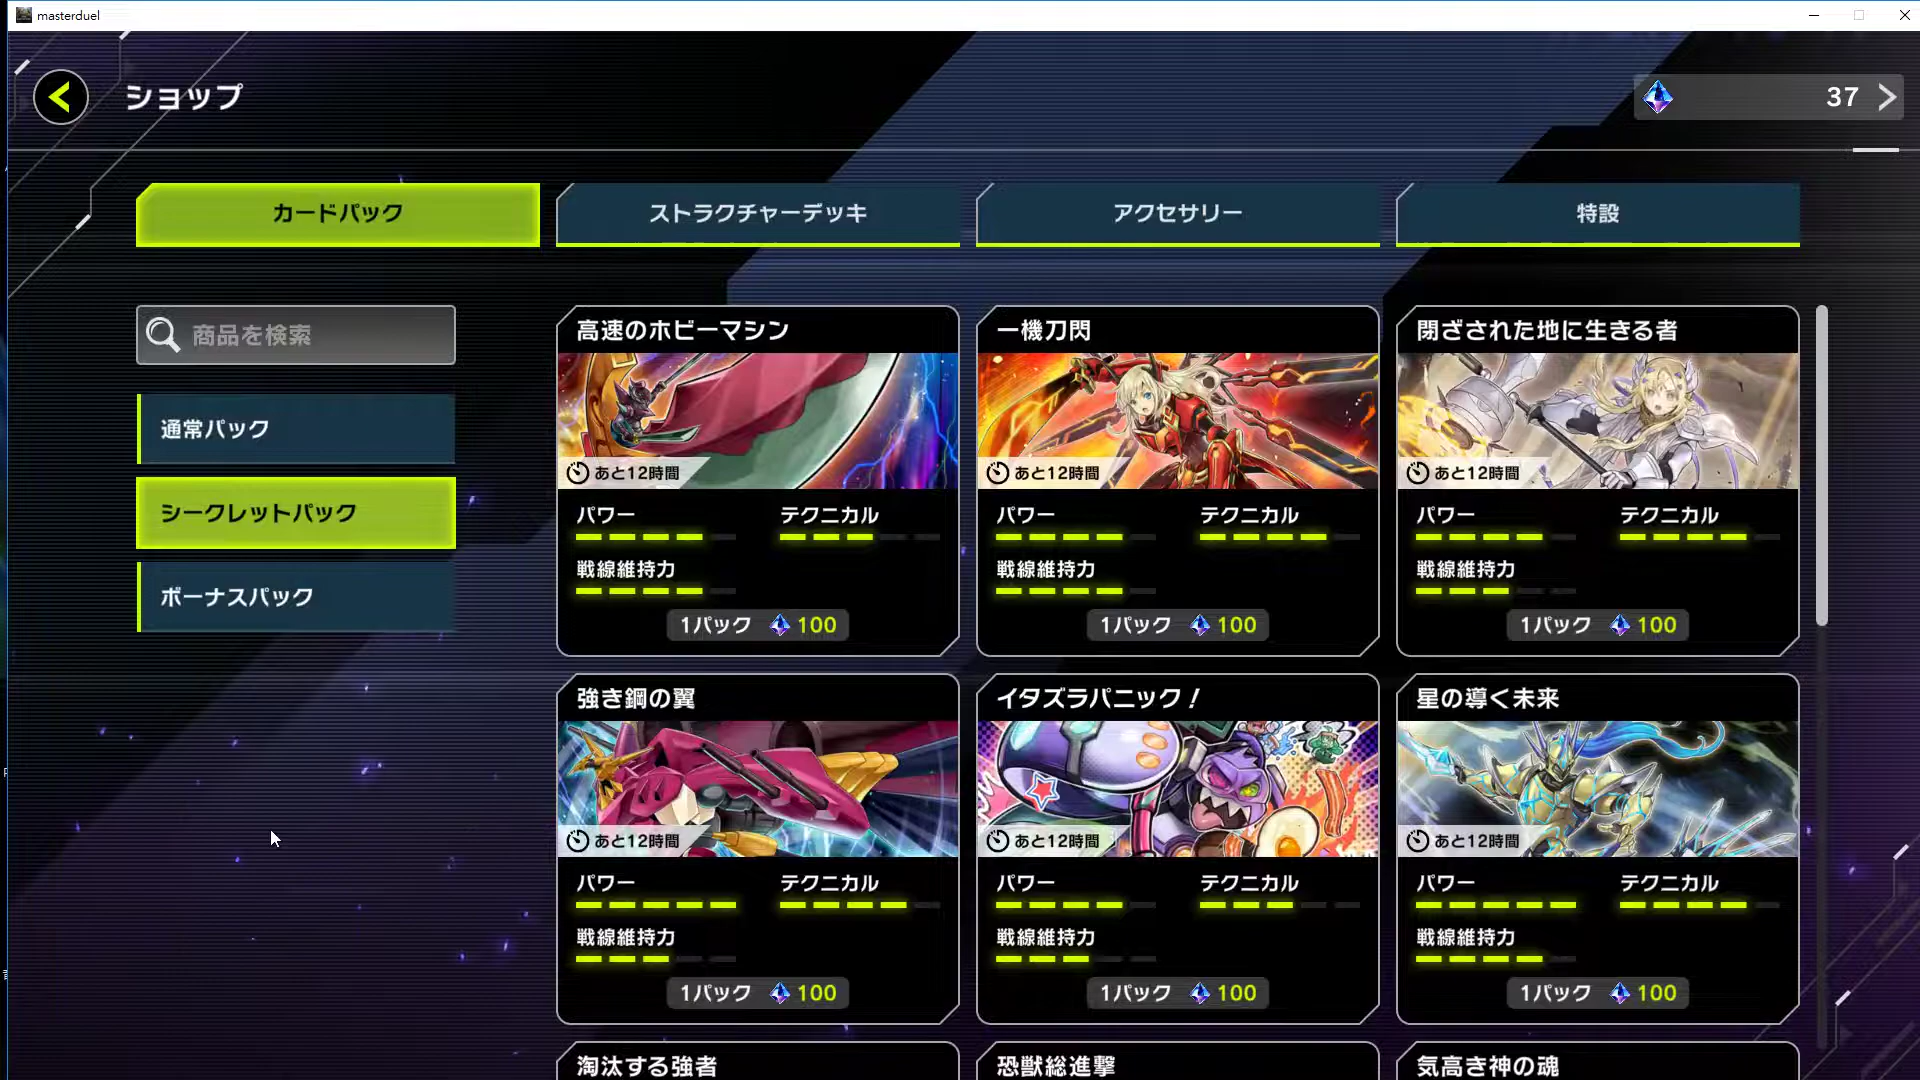 masterduel
ショップ
37
カードパック
ストラクチャーデッキ
アクセサリー
特設
商品を検索
通常パック
シークレットパック
ボーナスパック
高速のホビーマシン
あと12時間
パワー
テクニカル
戦線維持力
1パック 100
一機刀閃
あと12時間
パワー
テクニカル
戦線維持力
1パック 100
閉ざされた地に生きる者
あと12時間
パワー
テクニカル
戦線維持力
1パック 100
強き鋼の翼
あと12時間
パワー
テクニカル
戦線維持力
1パック 100
イタズラパニック！
あと12時間
パワー
テクニカル
戦線維持力
1パック 100
星の導く未来
あと12時間
パワー
テクニカル
戦線維持力
1パック 100
淘汰する強者
恐獣総進撃
気高き神の魂